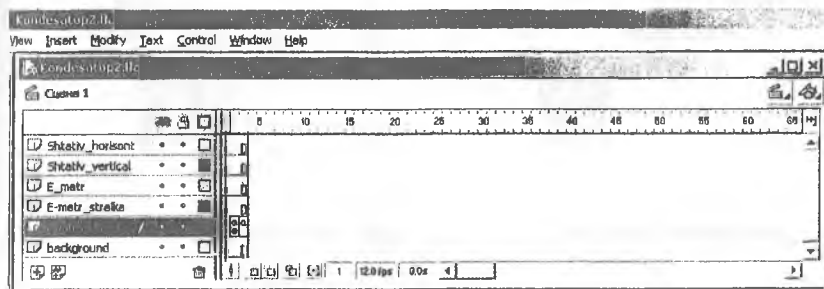 Kondesatop2.fla
View Insert Modify Text Control Window Help
Kondesatop2.fla
Сцена 1
5 10 15 20 25 30 35 40 45 50 55 60 65
Shtativ_horisont
Shtativ_vertical
E_metr
E-metr_strelka
background
1 12.0 fps 0.0s